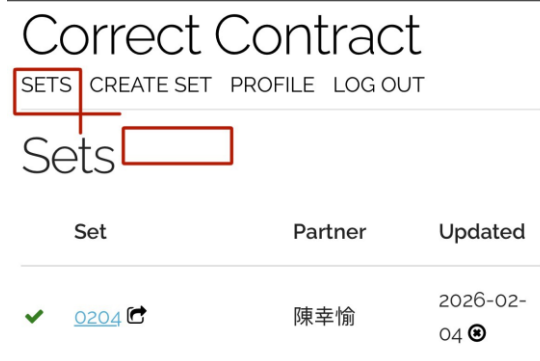 Correct Contract
SETS CREATE SET PROFILE LOG OUT
Sets
Set Partner Updated
0204 陳幸愉 2026-02-
04